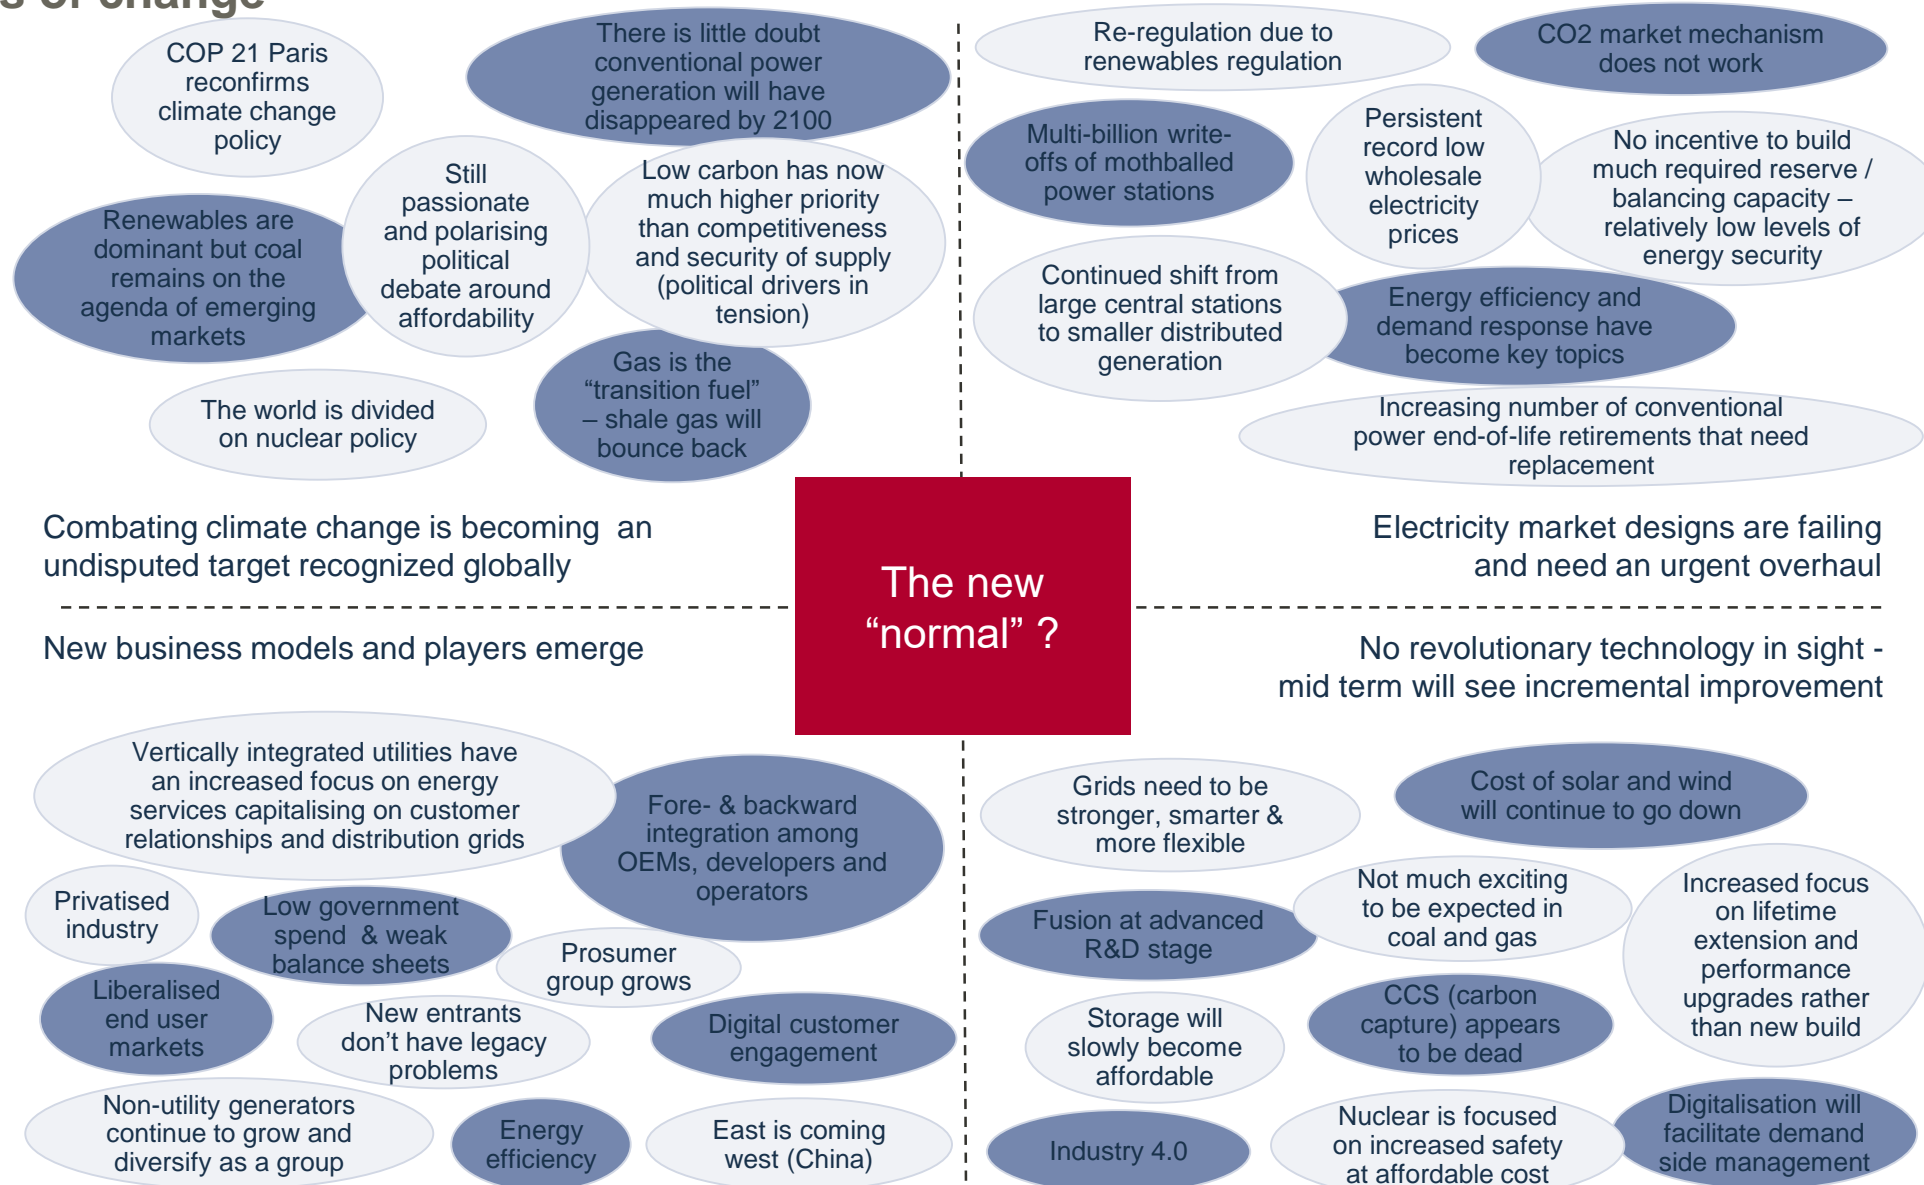 s of change
COP 21 Paris
reconfirms
climate change
policy
There is little doubt
conventional power
generation will have
disappeared by 2100
Renewables are
dominant but coal
remains on the
agenda of emerging
markets
Still
passionate
and polarising
political
debate around
affordability
Low carbon has now
much higher priority
than competitiveness
and security of supply
(political drivers in
tension)
The world is divided
on nuclear policy
Gas is the
“transition fuel”
– shale gas will
bounce back
Combating climate change is becoming  an
undisputed target recognized globally
Re-regulation due to
renewables regulation
CO2 market mechanism
does not work
Multi-billion write-
offs of mothballed
power stations
Persistent
record low
wholesale
electricity
prices
No incentive to build
much required reserve /
balancing capacity –
relatively low levels of
energy security
Continued shift from
large central stations
to smaller distributed
generation
Energy efficiency and
demand response have
become key topics
Increasing number of conventional
power end-of-life retirements that need
replacement
Electricity market designs are failing
and need an urgent overhaul
The new
“normal” ?
New business models and players emerge
Vertically integrated utilities have
an increased focus on energy
services capitalising on customer
relationships and distribution grids
Fore- & backward
integration among
OEMs, developers and
operators
Privatised
industry
Low government
spend  & weak
balance sheets
Prosumer
group grows
Liberalised
end user
markets
New entrants
don’t have legacy
problems
Digital customer
engagement
Non-utility generators
continue to grow and
diversify as a group
Energy
efficiency
East is coming
west (China)
No revolutionary technology in sight -
mid term will see incremental improvement
Grids need to be
stronger, smarter &
more flexible
Cost of solar and wind
will continue to go down
Fusion at advanced
R&D stage
Not much exciting
to be expected in
coal and gas
Increased focus
on lifetime
extension and
performance
upgrades rather
than new build
Storage will
slowly become
affordable
CCS (carbon
capture) appears
to be dead
Industry 4.0
Nuclear is focused
on increased safety
at affordable cost
Digitalisation will
facilitate demand
side management